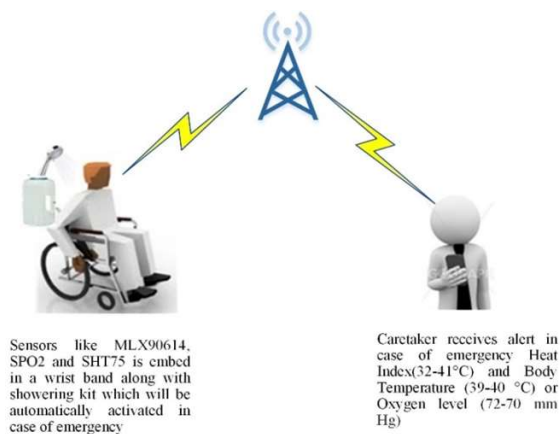 Sensors like MLX90614,
SPO2 and SHT75 is embed
in a wrist band along with
showering kit which will be
automatically activated in
case of emergency
Caretaker receives alert in
case of emergency Heat
Index(32-41°C) and Body
Temperature (39-40 °C) or
Oxygen level (72-70 mm
Hg)